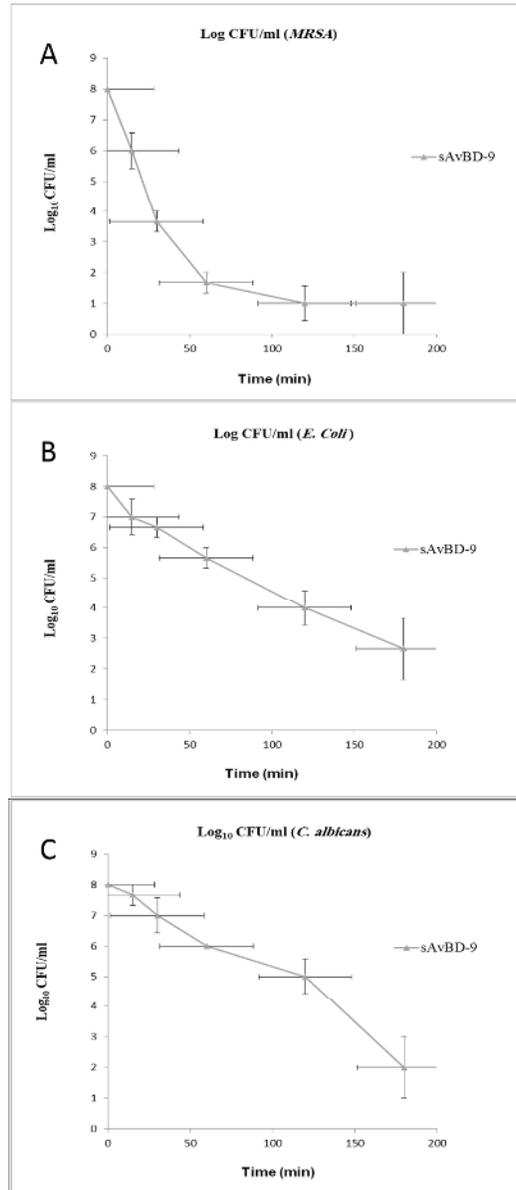 A
Log CFU/ml (MRSA)
9
8
7
6
5
4
3
2
1
0
Log₁₀ CFU/ml
sAvBD-9
0 50 100 150 200
Time (min)
B
Log CFU/ml (E. Coli )
9
8
7
6
5
4
3
2
1
0
Log₁₀ CFU/ml
sAvBD-9
0 50 100 150 200
Time (min)
C
Log₁₀ CFU/ml (C. albicans)
9
8
7
6
5
4
3
2
1
0
Log₁₀ CFU/ml
sAvBD-9
0 50 100 150 200
Time (min)